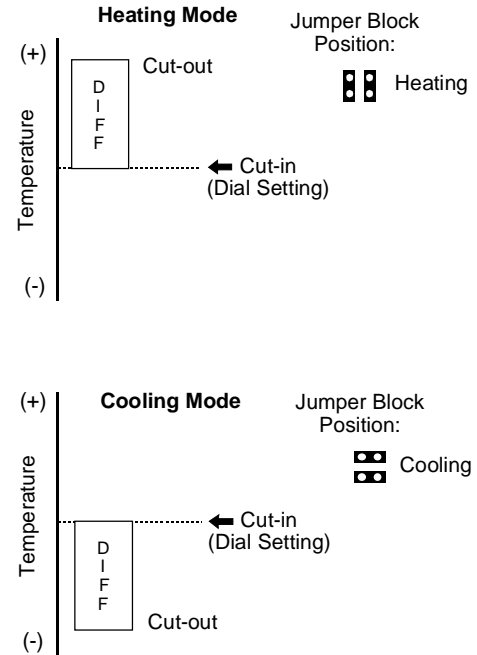 Heating Mode
Jumper Block
Position:
(+)
Cut-out
Heating
D
I
F
F
Temperature
Cut-in
(Dial Setting)
(-)
(+)
Cooling Mode
Jumper Block
Position:
Cooling
Temperature
Cut-in
(Dial Setting)
D
I
F
F
Cut-out
(-)